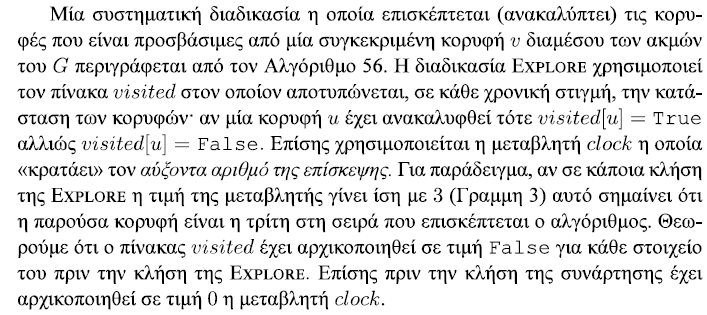 Μία συστηματική διαδικασία η οποία επισκέπτεται (ανακαλύπτει) τις κορυ-
φές που είναι προσβάσιμες από μία συγκεκριμένη κορυφή v διαμέσου των ακμών
του G περιγράφεται από τον Αλγόριθμο 56. Η διαδικασία EXPLORE χρησιμοποιεί
τον πίνακα visited στον οποίον αποτυπώνεται, σε κάθε χρονική στιγμή, την κατά-
σταση των κορυφών· αν μία κορυφή u έχει ανακαλυφθεί τότε visited[u] = True
αλλιώς visited[u] = False. Επίσης χρησιμοποιείται η μεταβλητή clock η οποία
«κρατάει» τον αύξοντα αριθμό της επίσκεψης. Για παράδειγμα, αν σε κάποια κλήση
της EXPLORE η τιμή της μεταβλητής γίνει ίση με 3 (Γραμμη 3) αυτό σημαίνει ότι
η παρούσα κορυφή είναι η τρίτη στη σειρά που επισκέπτεται ο αλγόριθμος. Θεω-
ρούμε ότι ο πίνακας visited έχει αρχικοποιηθεί σε τιμή False για κάθε στοιχείο
του πριν την κλήση της EXPLORE. Επίσης πριν την κλήση της συνάρτησης έχει
αρχικοποιηθεί σε τιμή 0 η μεταβλητή clock.